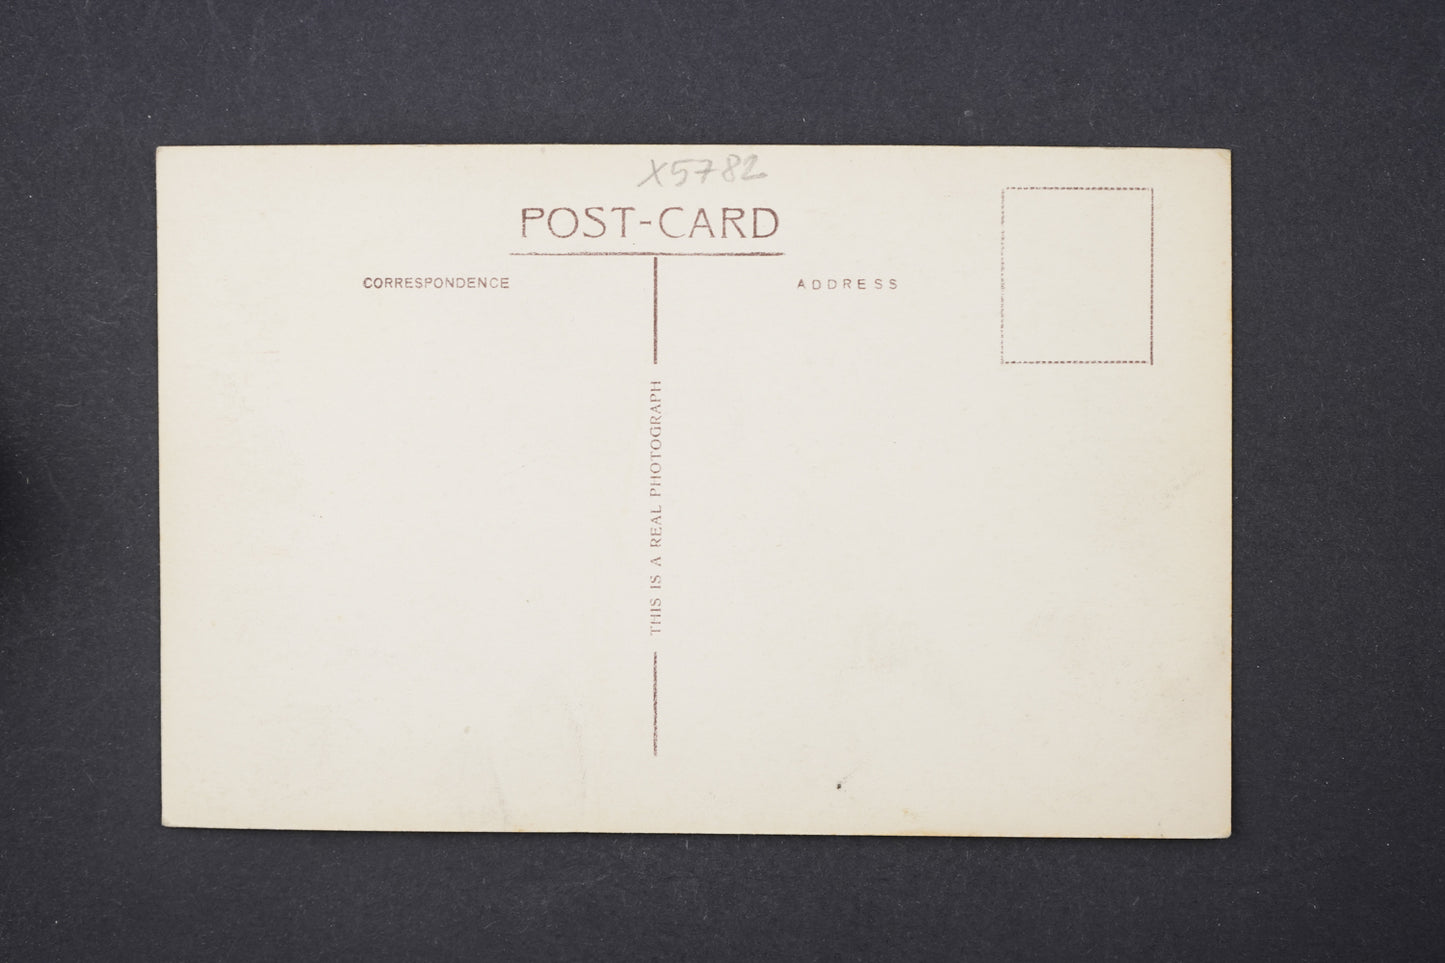 X5782
POST-CARD
CORRESPONDENCE
ADDRESS
THIS IS A REAL PHOTOGRAPH